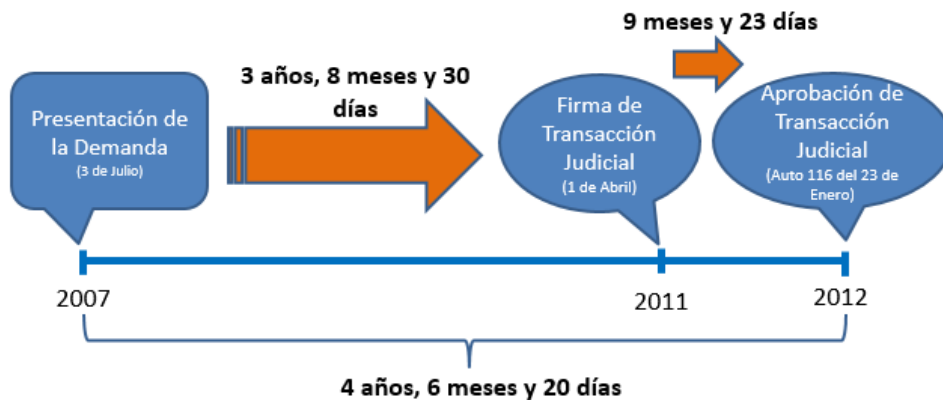 9 meses y 23 días
3 años, 8 meses y 30
días
Presentación de
la Demanda
(3 de Julio)
Firma de
Transacción
Judicial
(1 de Abril)
Aprobación de
Transacción
Judicial
(Auto 116 del 23 de
Enero)
2007
2011
2012
4 años, 6 meses y 20 días